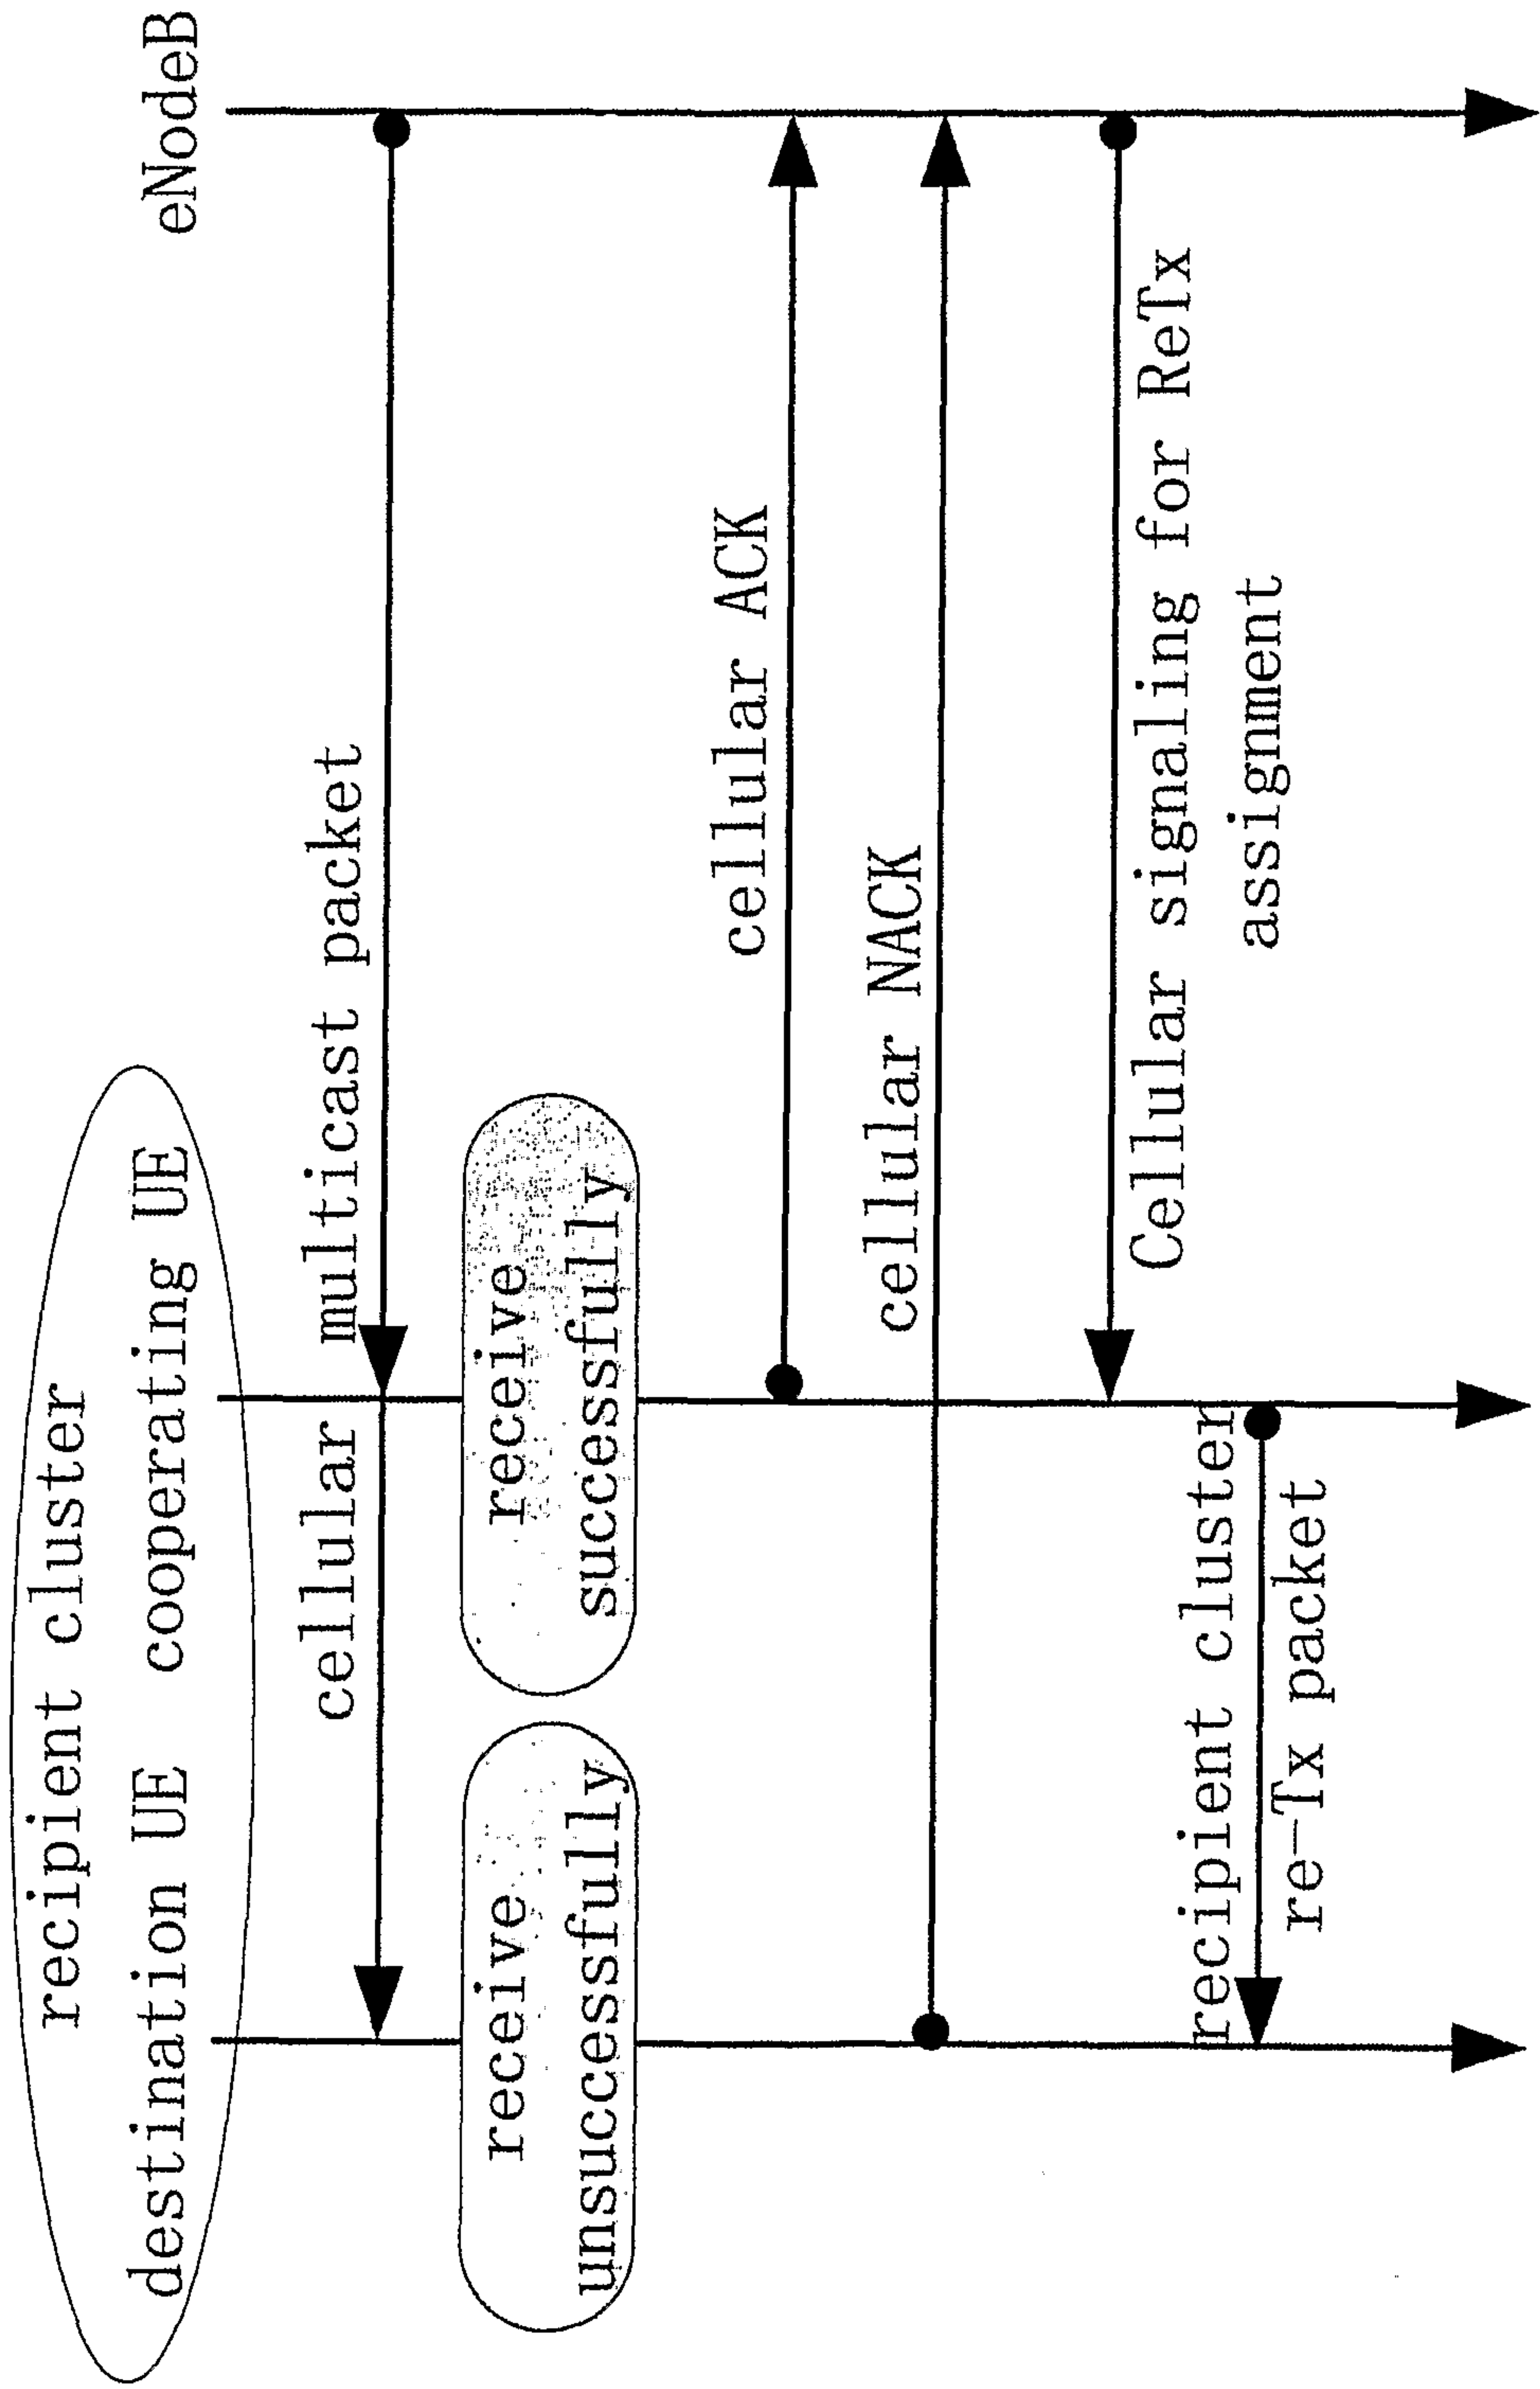 recipient cluster
destination UE cooperating UE
eNodeB
cellular multicast packet
receive
unsuccessfully
receive
successfully
cellular ACK
cellular NACK
Cellular signaling for ReTx
assignment
recipient cluster
re-Tx packet